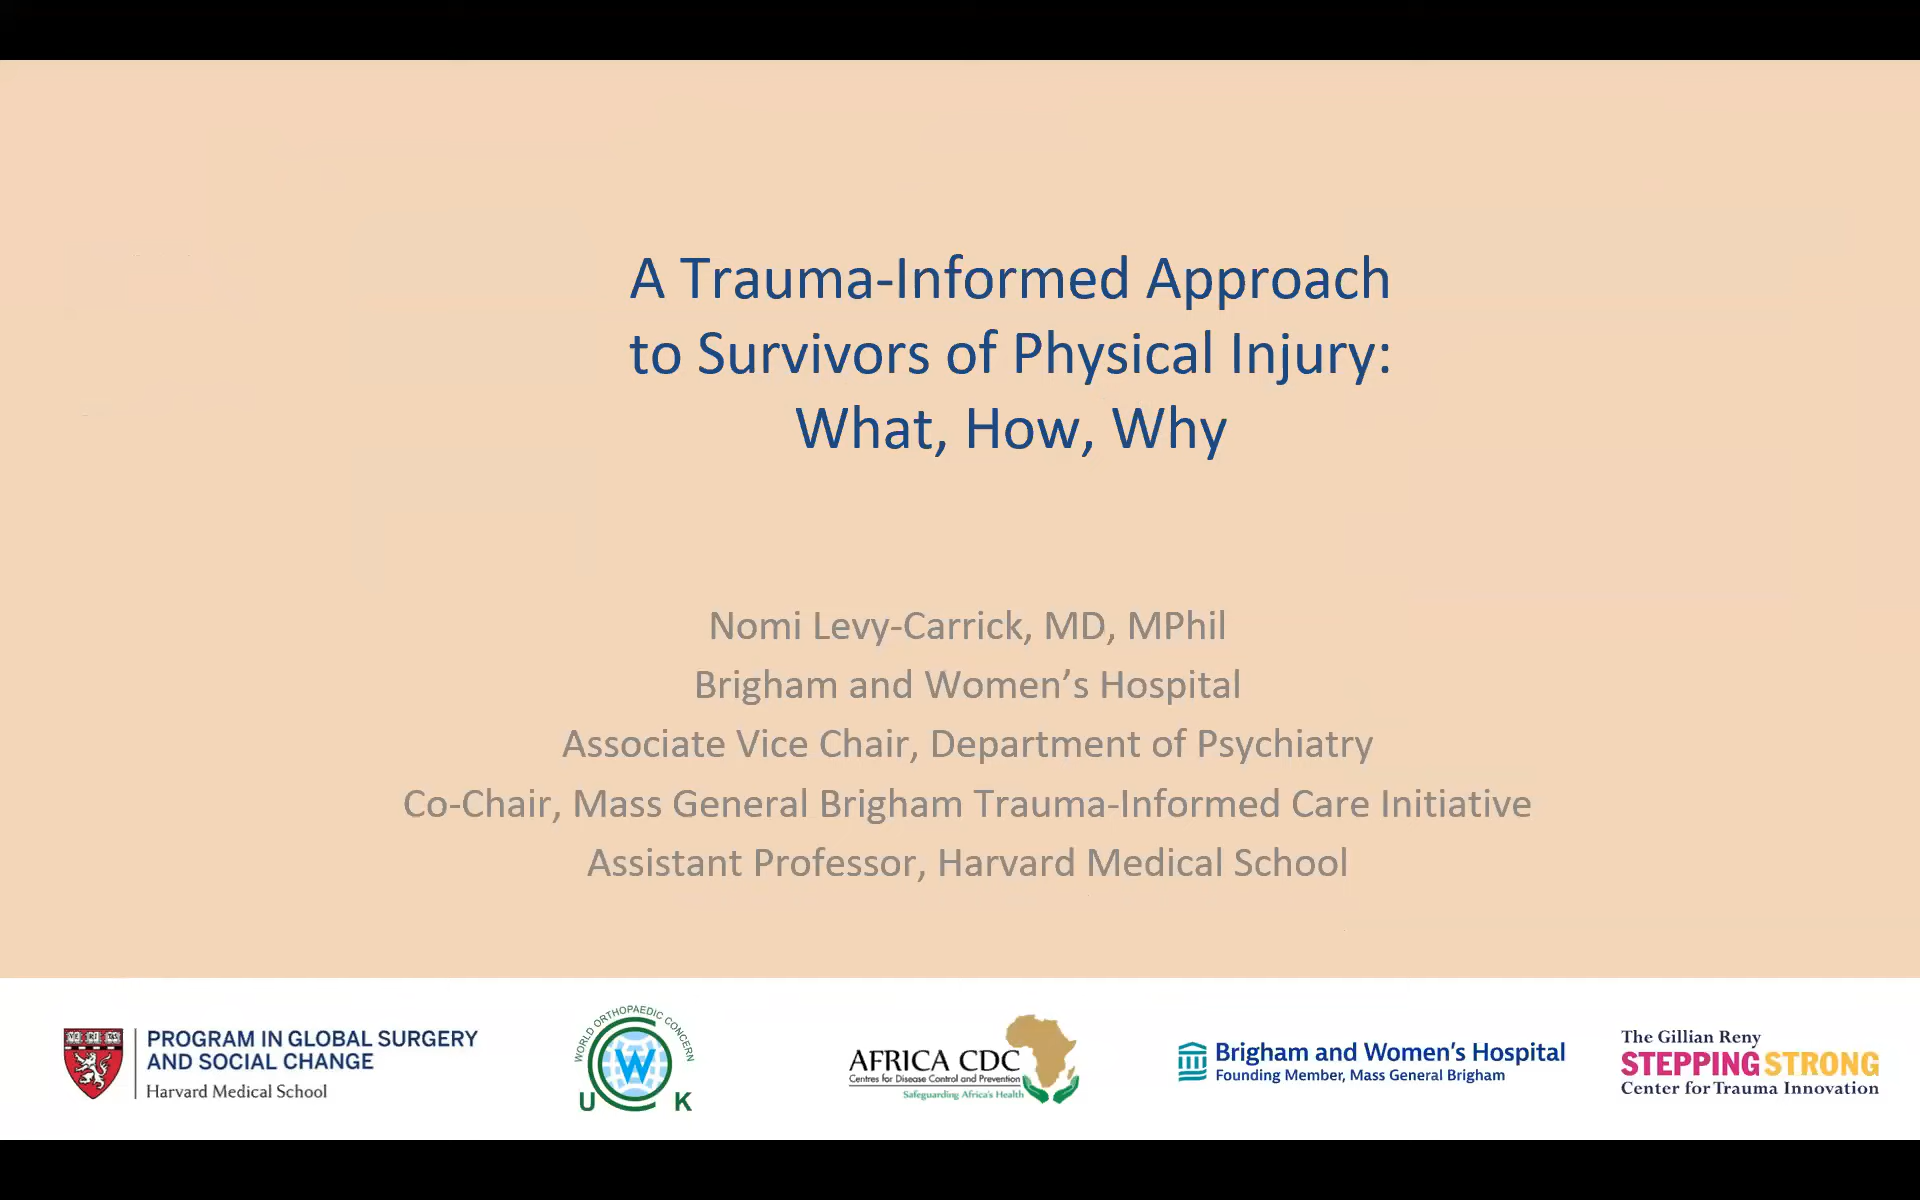 A Trauma-Informed Approach
to Survivors of Physical Injury:
What, How, Why
Nomi Levy-Carrick, MD, MPhil
Brigham and Women’s Hospital
Associate Vice Chair, Department of Psychiatry
Co-Chair, Mass General Brigham Trauma-Informed Care Initiative
Assistant Professor, Harvard Medical School
PROGRAM IN GLOBAL SURGERY
AND SOCIAL CHANGE
Harvard Medical School
WORLD ORTHOPAEDIC CONCERN
W
U K
AFRICA CDC
Centres for Disease Control and Prevention
Safeguarding Africa's Health
Brigham and Women’s Hospital
Founding Member, Mass General Brigham
The Gillian Reny
STEPPING STRONG
Center for Trauma Innovation